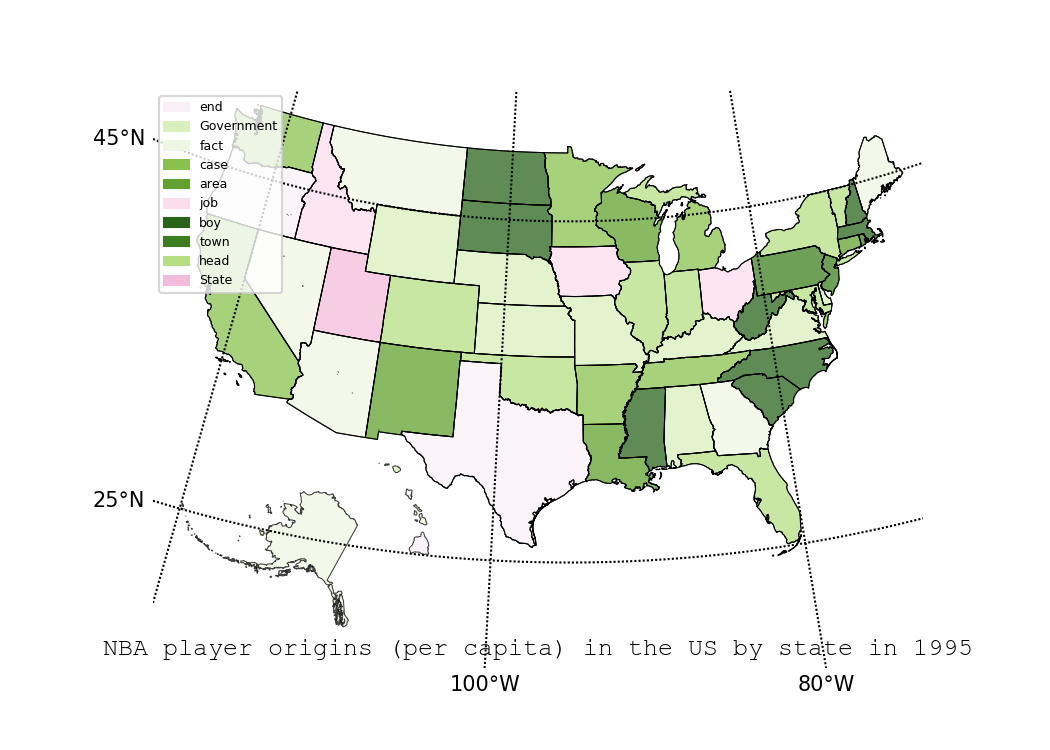 end
Government
fact
case
area
job
boy
town
head
State
45°N
25°N
NBA player origins (per capita) in the US by state in 1995
100°W
80°W